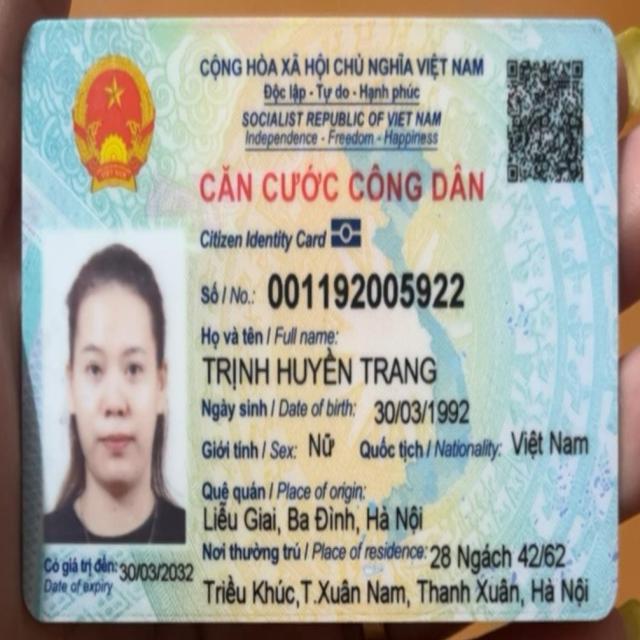 CỘNG HÒA XÃ HỘI CHỦ NGHĨA VIỆT NAM
Độc lập - Tự do - Hạnh phúc
SOCIALIST REPUBLIC OF VIET NAM
Independence - Freedom - Happiness
CĂN CƯỚC CÔNG DÂN
Citizen Identity Card
Số / No.: 001192005922
Họ và tên / Full name:
TRỊNH HUYỀN TRANG
Ngày sinh / Date of birth: 30/03/1992
Giới tính / Sex: Nữ Quốc tịch / Nationality: Việt Nam
Quê quán / Place of origin:
Liễu Giai, Ba Đình, Hà Nội
Nơi thường trú / Place of residence: 28 Ngách 42/62
Triều Khúc,T.Xuân Nam, Thanh Xuân, Hà Nội
Có giá trị đến: 30/03/2032
Date of expiry